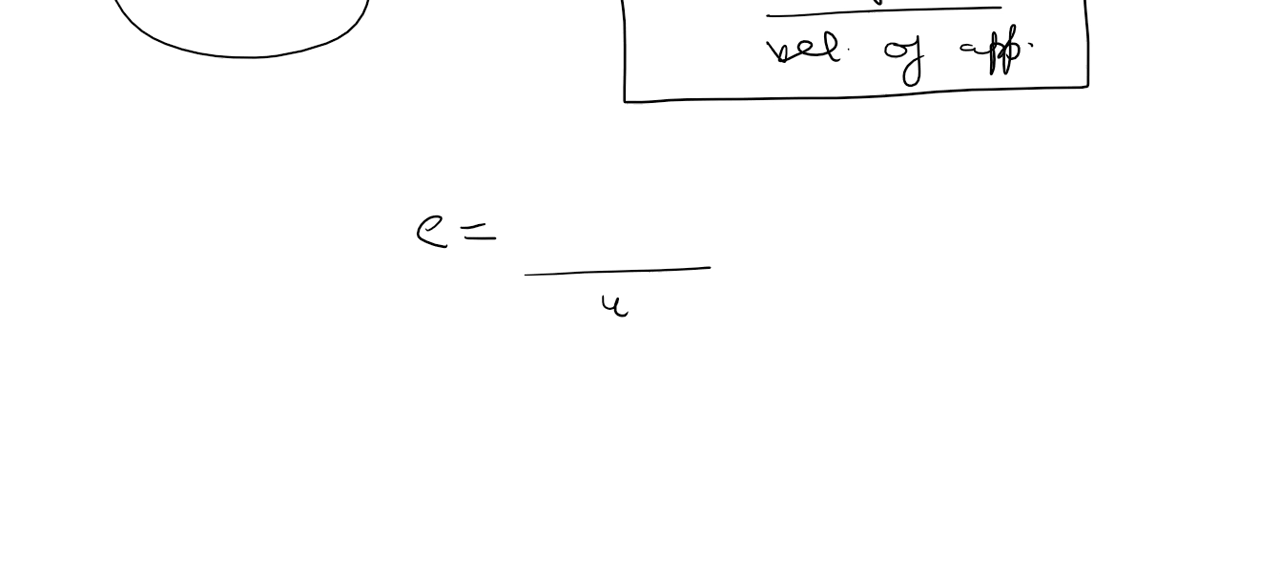 vel. of app.
e =
u